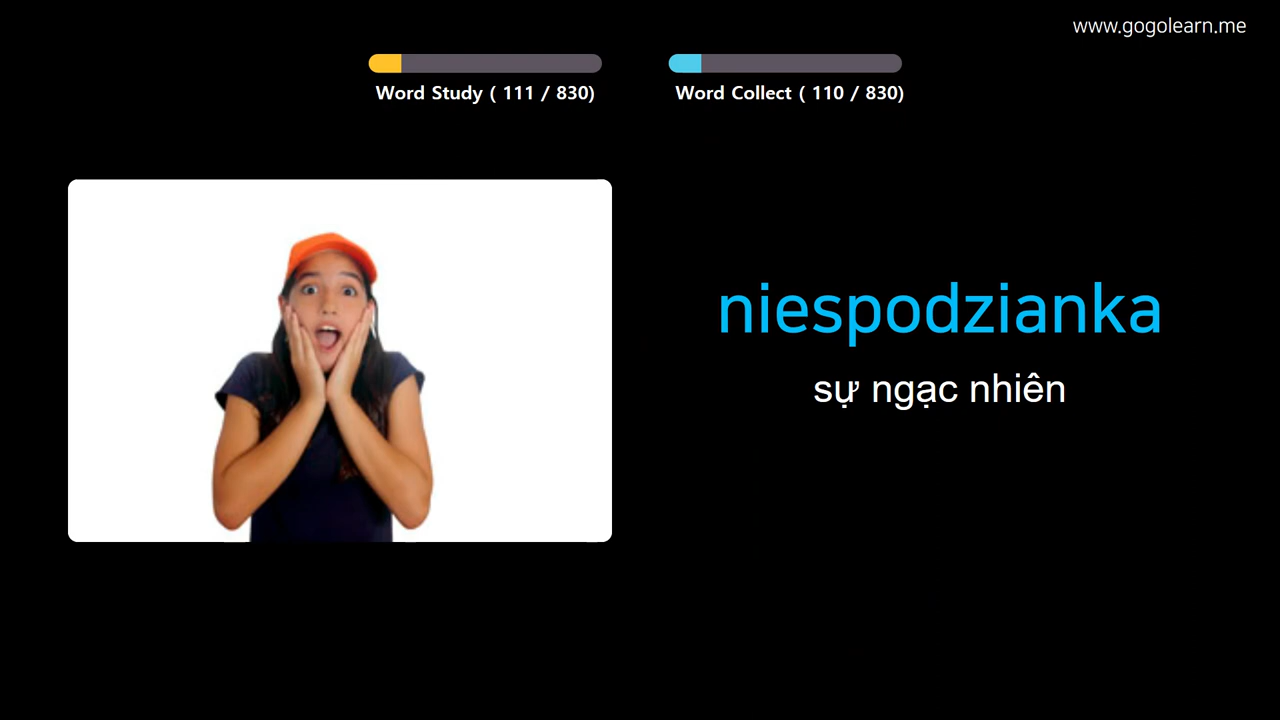 www.gogolearn.me
Word Study ( 111 / 830)
Word Collect ( 110 / 830)
niespodzianka
sự ngạc nhiên